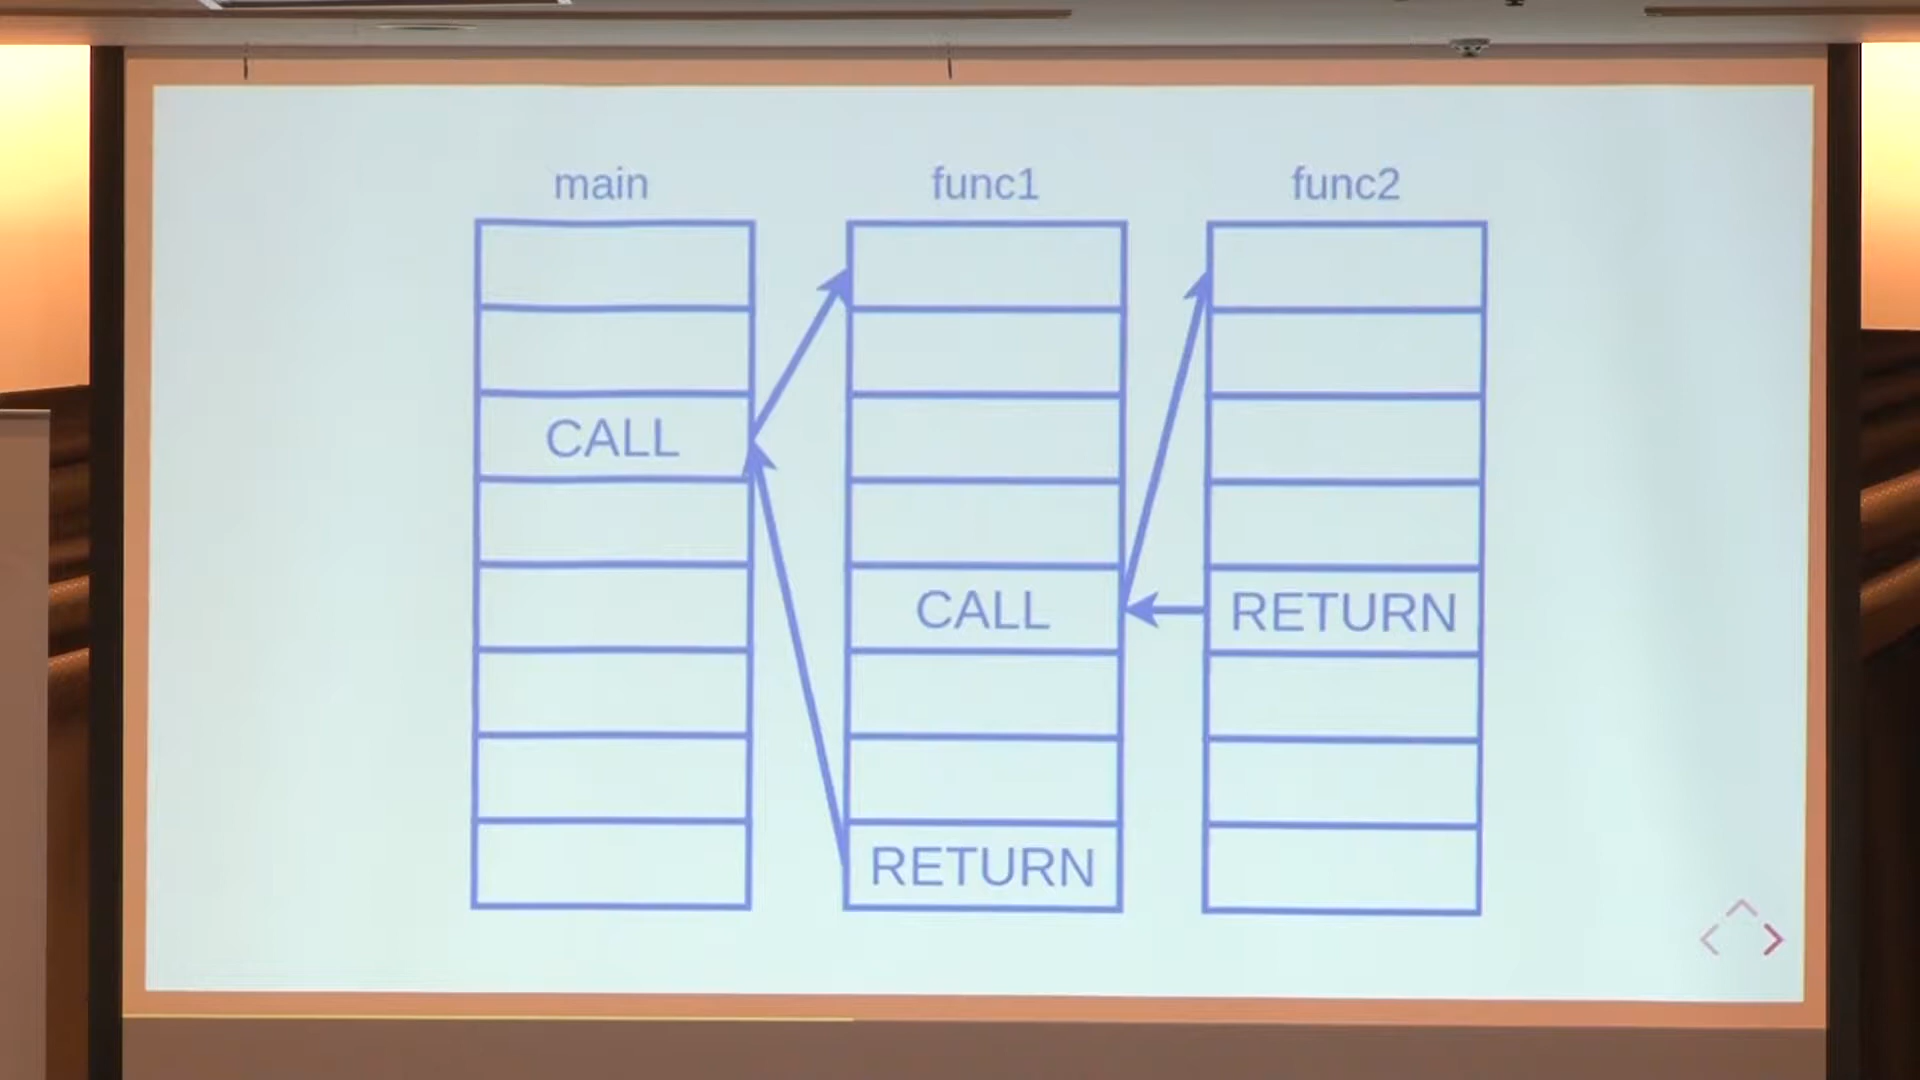 main
func1
func2
CALL
CALL
RETURN
RETURN